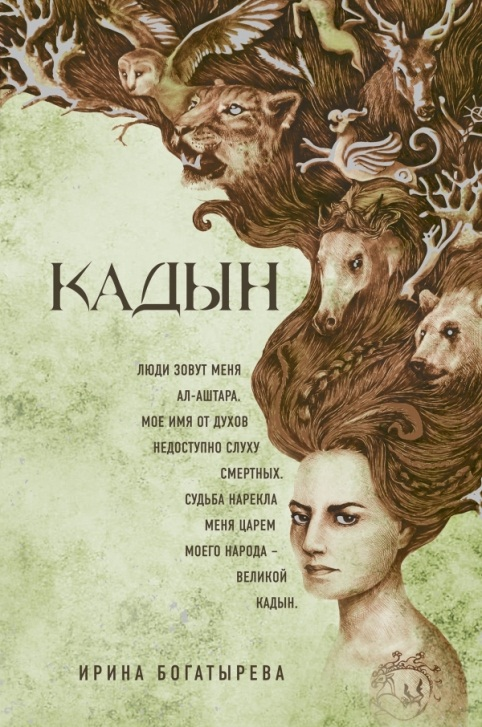 КАДЫН
ЛЮДИ ЗОВУТ МЕНЯ
АЛ-АШТАРА,
МОЕ ИМЯ ОТ ДУХОВ
НЕДОСТУПНО СЛУХУ
СМЕРТНЫХ.
СУДЬБА НАРЕКЛА
МЕНЯ ЦАРЕМ
МОЕГО НАРОДА –
ВЕЛИКОЙ
КАДЫН.
ИРИНА БОГАТЫРЕВА